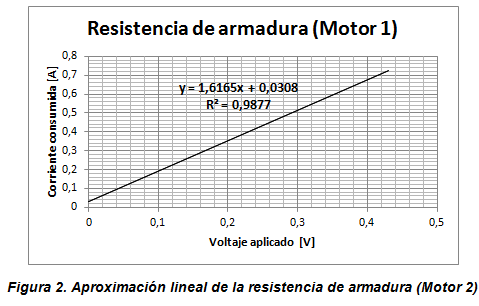 Resistencia de armadura (Motor 1)
Corriente consumida [A]
0,8
0,7
0,6
0,5
0,4
0,3
0,2
0,1
0
y = 1,6165x + 0,0308
R² = 0,9877
0 0,1 0,2 0,3 0,4 0,5
Voltaje aplicado [V]
Figura 2. Aproximación lineal de la resistencia de armadura (Motor 2)